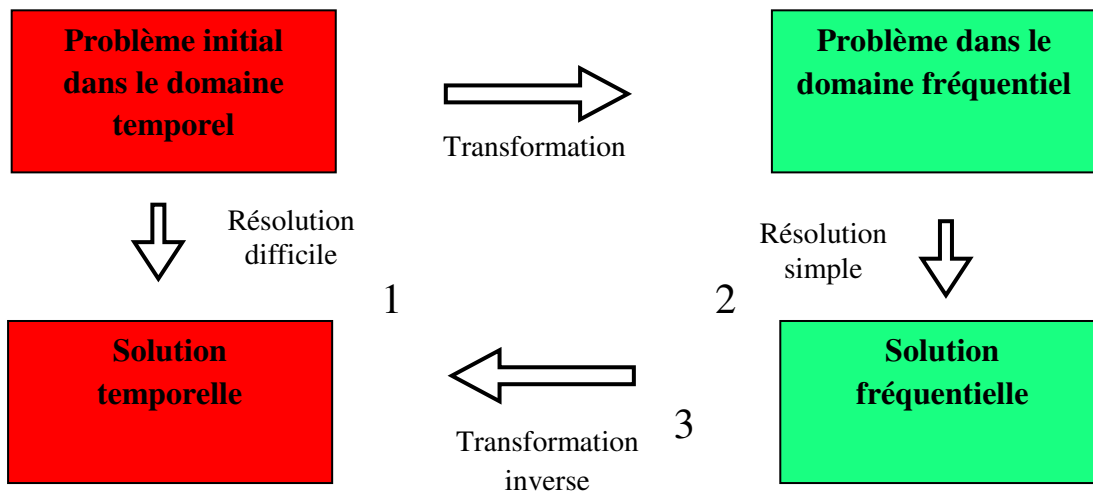 Problème initial
dans le domaine
temporel
Transformation
Problème dans le
domaine fréquentiel
Résolution
difficile
Résolution
simple
1
2
Solution
temporelle
Transformation
inverse
3
Solution
fréquentielle